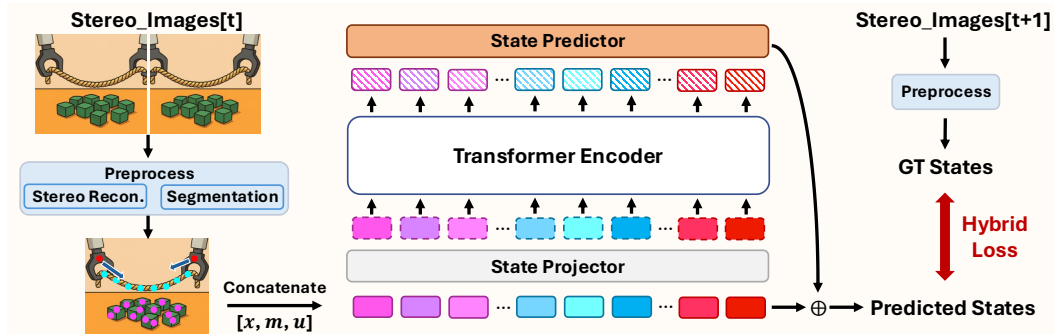 Stereo_Images[t]
Preprocess
Stereo Recon.
Segmentation
Concatenate
[x, m, u]
State Predictor
...
...
Transformer Encoder
...
...
State Projector
...
...
⊕
Stereo_Images[t+1]
Preprocess
GT States
Hybrid
Loss
Predicted States